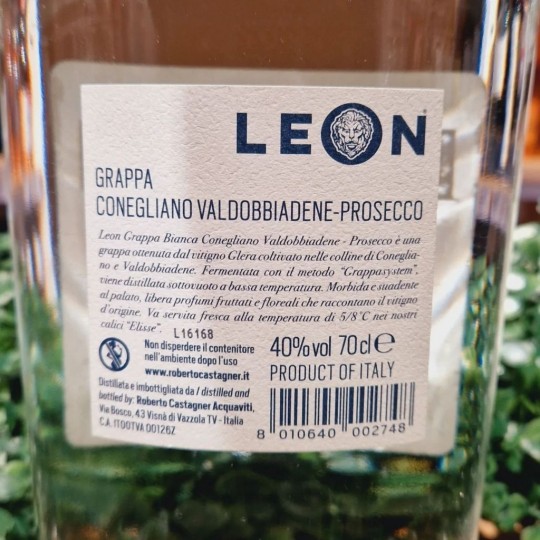 LEON
GRAPPA
CONEGLIANO VALDOBBIADENE-PROSECCO
Leon Grappa Bianca Conegliano Valdobbiadene - Prosecco è una
grappa ottenuta dal vitigno Glera coltivato nelle colline di Coneglia-
no e Valdobbiadene. Fermentata con il metodo "Grappasystem",
viene distillata sottovuoto a bassa temperatura. Morbida e suadente
al palato, libera profumi fruttati e floreali che raccontano il vitigno
d'origine. Va servita fresca alla temperatura di 5/8°C nei nostri
calici "Elisse".
L16168
Non disperdere il contenitore
nell'ambiente dopo l'uso
www.robertocastagner.it
40%vol 70cl e
PRODUCT OF ITALY
Distillata e imbottigliata da / distilled and
bottled by: Roberto Castagner Acquaviti,
Via Bosco, 43 Visnà di Vazzola TV - Italia
C.A. IT00TVA 00126Z
8 010640 002748